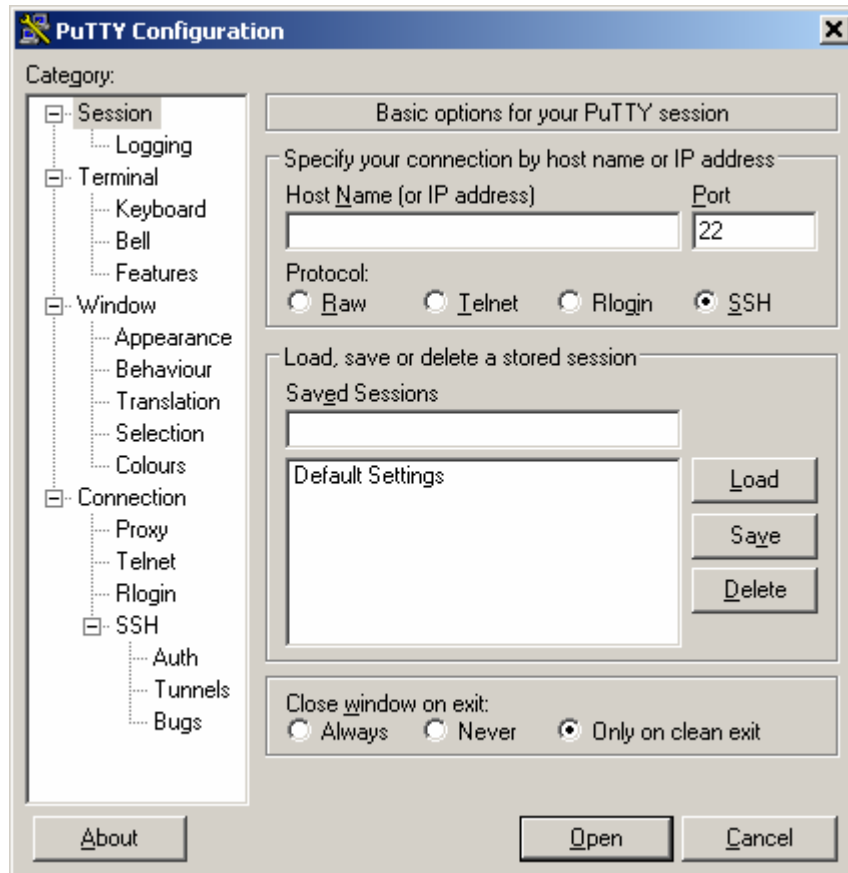 PuTTY Configuration
Category:
Session
Logging
Terminal
Keyboard
Bell
Features
Window
Appearance
Behaviour
Translation
Selection
Colours
Connection
Proxy
Telnet
Rlogin
SSH
Auth
Tunnels
Bugs
Basic options for your PuTTY session
Specify your connection by host name or IP address
Host Name (or IP address) Port
22
Protocol:
Raw Telnet Rlogin SSH
Load, save or delete a stored session
Saved Sessions
Default Settings
Load
Save
Delete
Close window on exit:
Always Never Only on clean exit
About Open Cancel